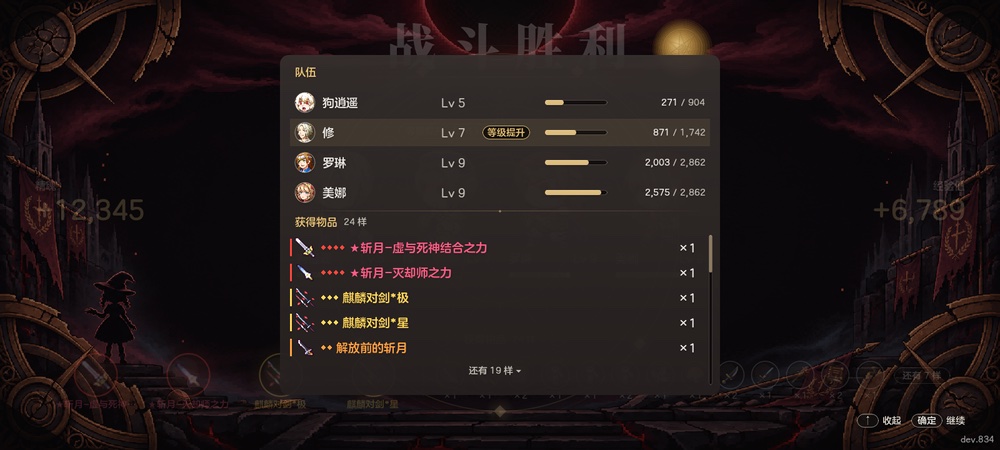 战斗胜利
队伍
狗逍遥 Lv 5 271 / 904
修 Lv 7 等级提升 871 / 1,742
罗琳 Lv 9 2,003 / 2,862
美娜 Lv 9 2,575 / 2,862
+12,345
经验值
+6,789
获得物品 24 样
◆◆◆◆ ★斩月-虚与死神结合之力 ×1
◆◆◆◆ ★斩月-灭却师之力 ×1
◆◆◆ 麒麟对剑*极 ×1
◆◆◆ 麒麟对剑*星 ×1
◆◆ 解放前的斩月 ×1
还有 19 样
还有 7 样
麒麟对剑*极
麒麟对剑*星
↑ 收起 确定 继续
dev.834